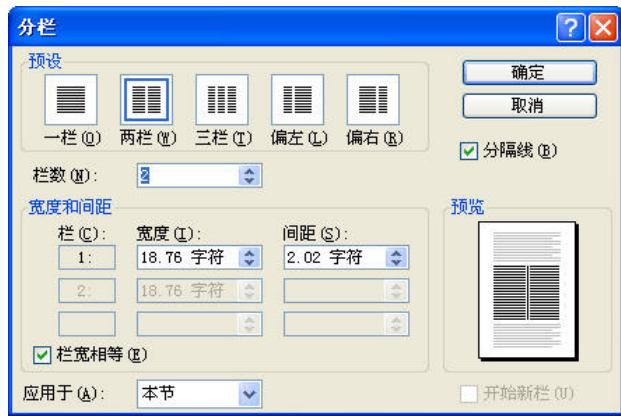 分栏
预设
一栏(O) 两栏(W) 三栏(T) 偏左(L) 偏右(R)
确定
取消
分隔线(B)
栏数(N): 2
宽度和间距
栏(C): 宽度(I): 间距(S):
1: 18.76 字符 2.02 字符
2: 18.76 字符
栏宽相等(E)
预览
应用于(A): 本节
开始新栏(U)